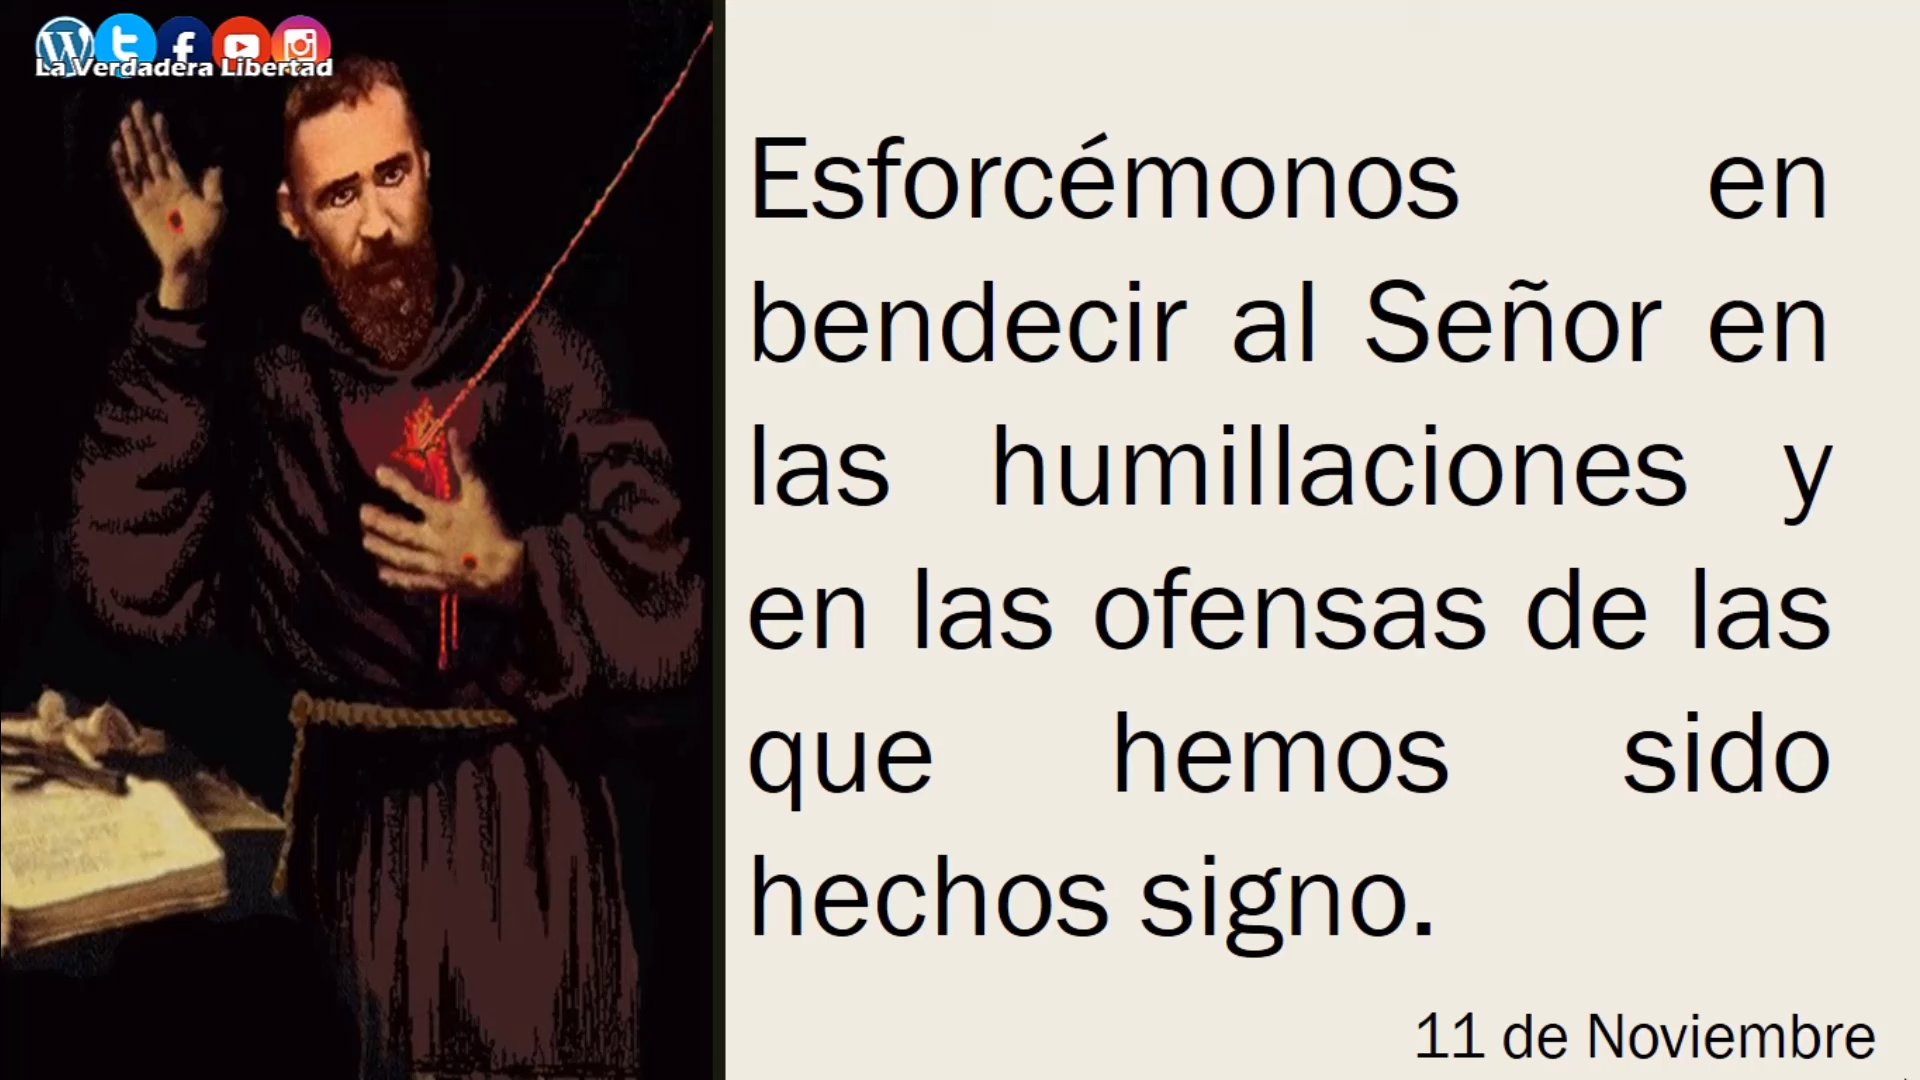 La Verdadera Libertad
Esforcémonos en
bendecir al Señor en
las humillaciones y
en las ofensas de las
que hemos sido
hechos signo.
11 de Noviembre